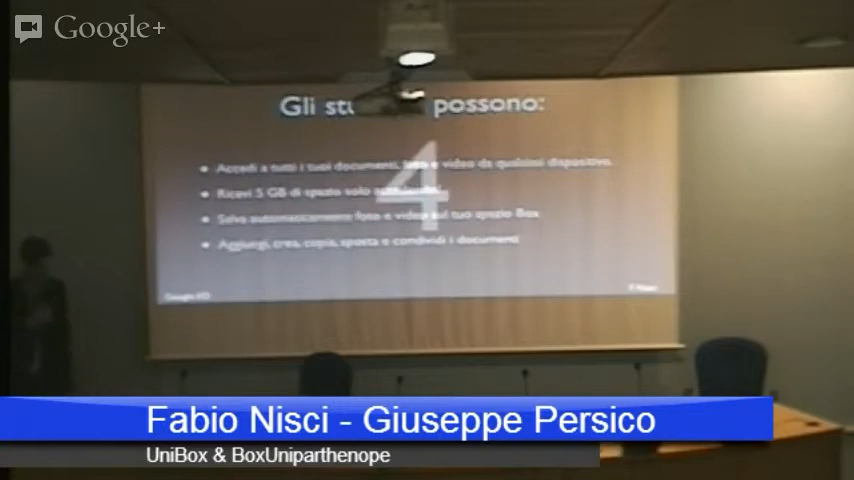 Google+
Gli possono:
4
Accedi a tutti i tuoi documenti, foto e video da qualsiasi dispositivo.
Ricevi 5 GB di spazio solo
Salva automaticamente foto e video sul tuo spazio Box
Aggiungi, crea, copia, sposta e condividi i documenti
Google I/O
Fabio Nisci - Giuseppe Persico
UniBox & BoxUniparthenope